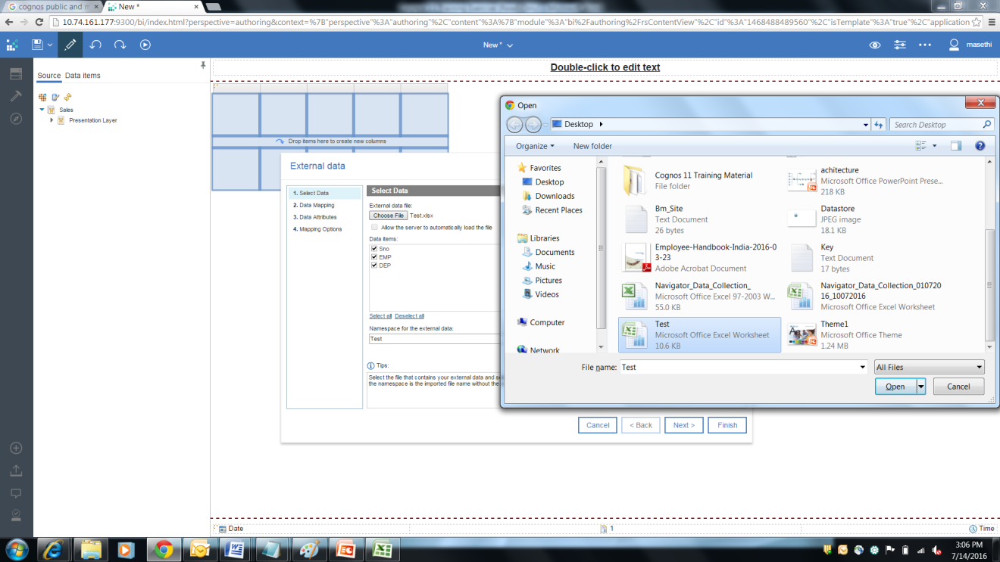 cognos public and m
New *
10.74.161.177:9300/bi/index.html?perspective=authoring&context=%7B"perspective"%3A"authoring"%2C"content"%3A%7B"module"%3A"bi%2Fauthoring%2FrsContentView"%2C"id"%3A"1468488489560"%2C"isTemplate"%3A"true"%2C"application
New *
masethi
Source Data items
Sales
Presentation Layer
Double-click to edit text
Drop items here to create new columns
External data
1. Select Data
2. Data Mapping
3. Data Attributes
4. Mapping Options
Select Data
External data file:
Choose File Test.xlsx
Allow the server to automatically load the file
Data items:
Sno
EMP
DEP
Select all Deselect all
Namespace for the external data:
Test
Tips:
Select the file that contains your external data and
the namespace is the imported file name without the
Cancel
< Back
Next >
Finish
Open
Desktop
Search Desktop
Organize
New folder
Favorites
Desktop
Downloads
Recent Places
Libraries
Documents
Music
Pictures
Videos
Computer
Network
Cognos 11 Training Material
File folder
achitecture
Microsoft Office PowerPoint Prese...
218 KB
Bm_Site
Text Document
26 bytes
Datastore
JPEG image
18.1 KB
Employee-Handbook-India-2016-0
3-23
Adobe Acrobat Document
Key
Text Document
17 bytes
Navigator_Data_Collection_
Microsoft Office Excel 97-2003 W...
55.0 KB
Navigator_Data_Collection_010720
16_10072016
Microsoft Office Excel Worksheet
Test
Microsoft Office Excel Worksheet
10.6 KB
Theme1
Microsoft Office Theme
1.24 MB
File name: Test
All Files
Open
Cancel
Date
1
Time
3:06 PM
7/14/2016